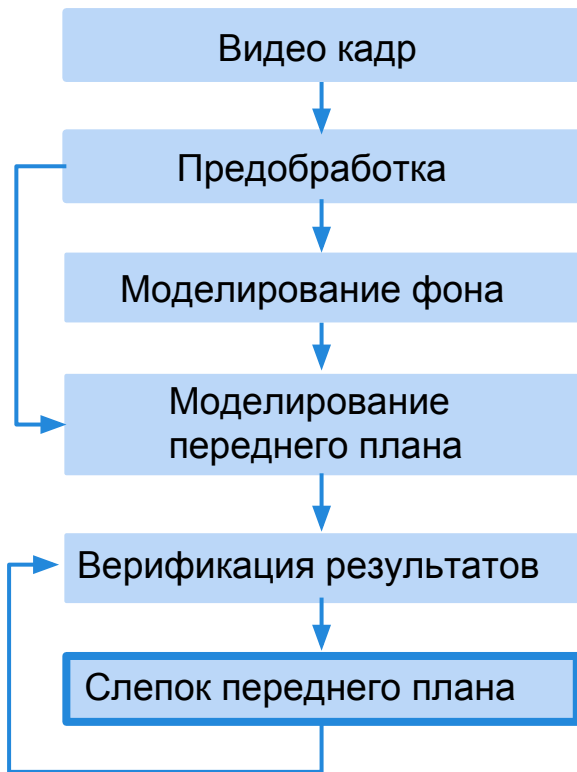 Видео кадр
Предобработка
Моделирование фона
Моделирование
переднего плана
Верификация результатов
Слепок переднего плана